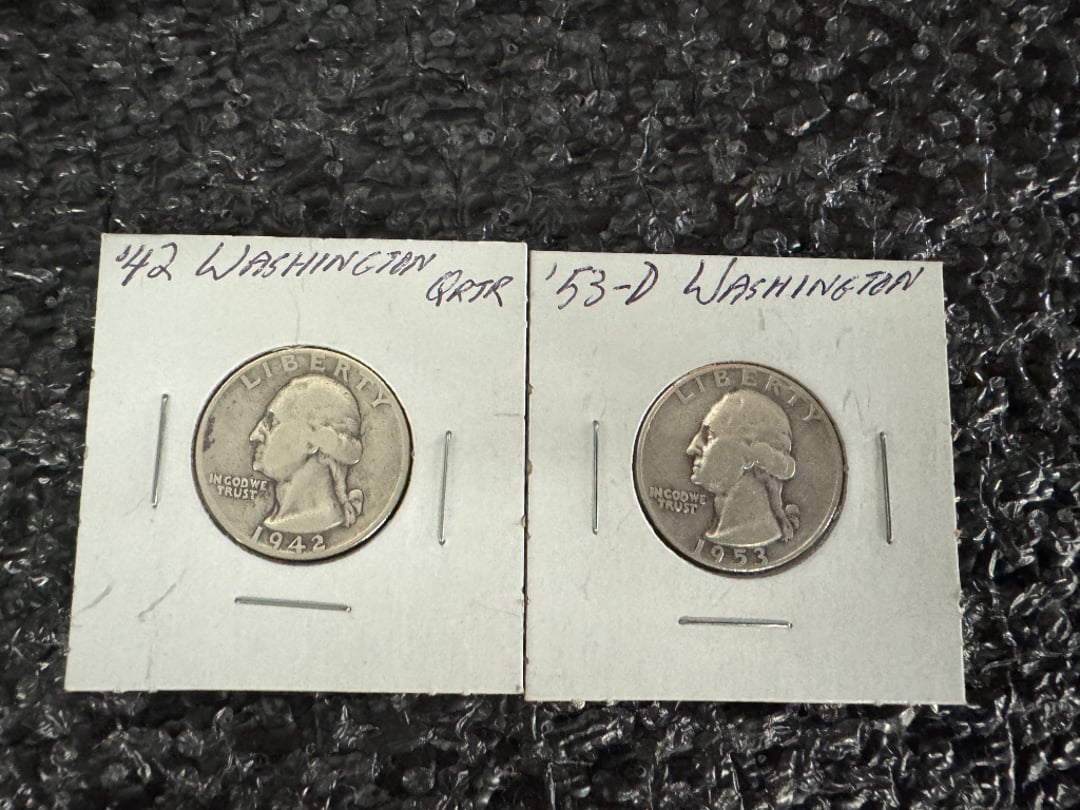 '42 WASHINGTON
QRTR
LIBERTY
IN GOD WE
TRUST
1942
'53-D WASHINGTON
LIBERTY
IN GOD WE
TRUST
1953